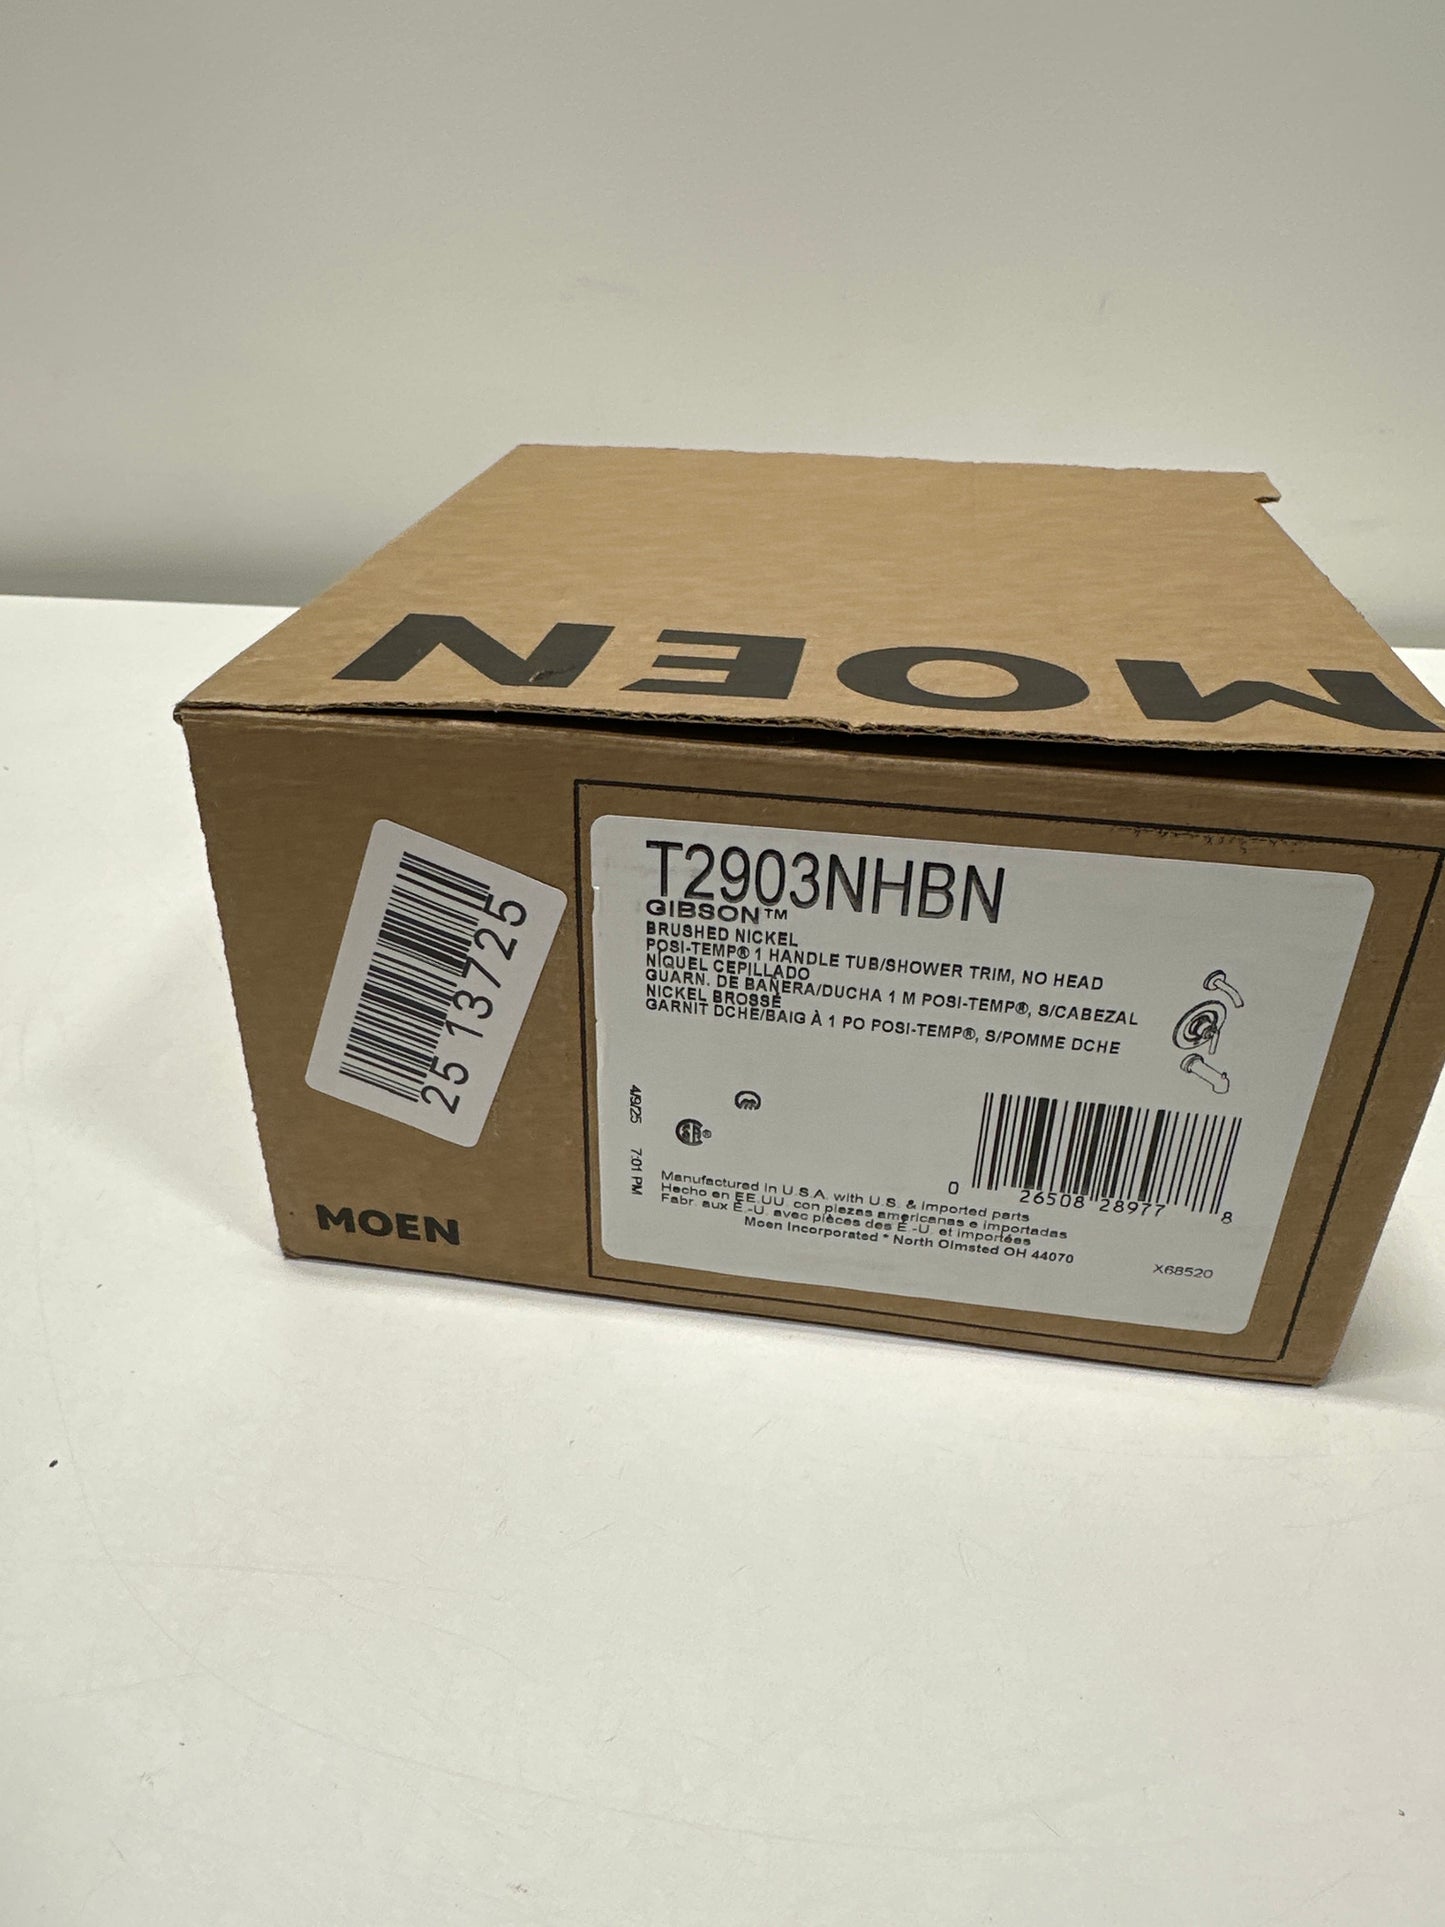 MOEN
25 13725
MOEN
T2903NHBN
GIBSON™
BRUSHED NICKEL
POSI-TEMP® 1 HANDLE TUB/SHOWER TRIM, NO HEAD
NÍQUEL CEPILLADO
GUARN. DE BAÑERA/DUCHA 1 M POSI-TEMP®, S/CABEZAL
NICKEL BROSSÉ
GARNIT DCHE/BAIG À 1 PO POSI-TEMP®, S/POMME DCHE
4/9/25 7:01 PM
Manufactured in U.S.A. with U.S. & imported parts
Hecho en EE.UU. con piezas americanas e importadas
Fabr. aux É.-U. avec pièces des É.-U. et importées
Moen Incorporated * North Olmsted OH 44070
0 26508 28977 8
X68520